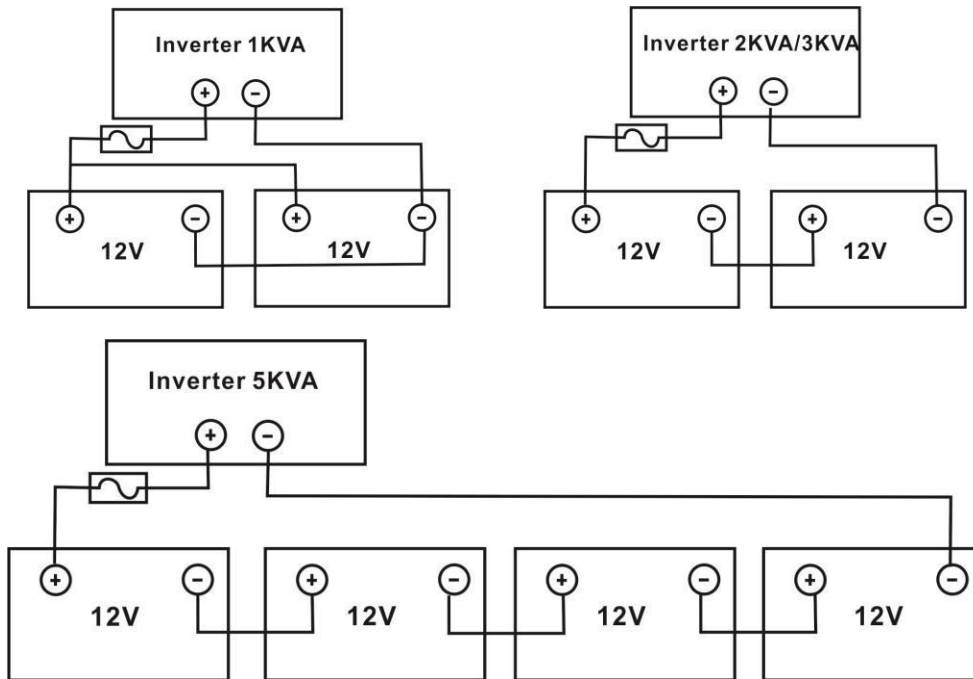 Inverter 1KVA
+ −
+ − + −
12V 12V
Inverter 2KVA/3KVA
+ −
+ − + −
12V 12V
Inverter 5KVA
+ −
+ − + − + − + −
12V 12V 12V 12V